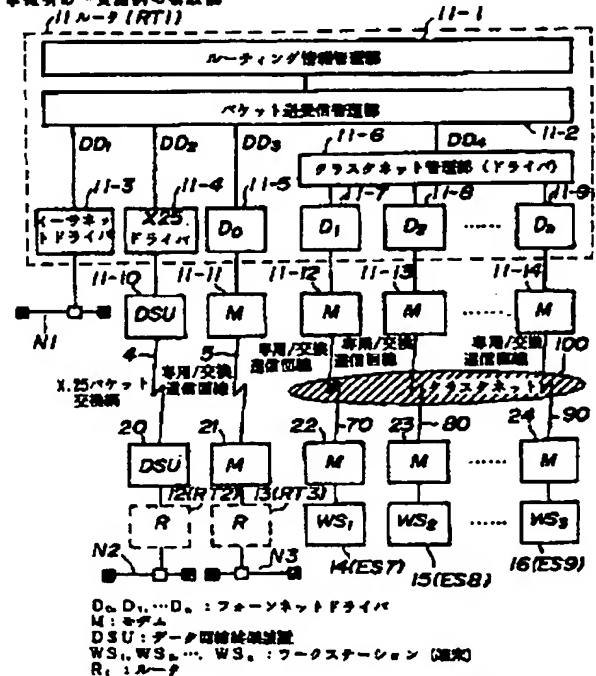 11 ルータ(RT1)
11-1
ルーティング情報管理部
パケット送受信管理部
11-2
DD₁
DD₂
DD₃
11-6
DD₄
クラスタネット管理部(ドライバ)
11-3
11-4
11-5
11-7
11-8
11-9
イーサネットドライバ
X.25ドライバ
D₀
D₁
D₂
……
Dₙ
11-10
11-11
11-12
11-13
11-14
DSU
M
M
M
……
M
N1
4
5
専用/交換通信回線
専用/交換通信回線
専用/交換通信回線
専用/交換通信回線
100
X.25パケット交換網
クラスタネット
20
21
22
70
23
80
24
90
DSU
M
M
M
……
M
12(RT2)
13(RT3)
R
R
WS₁
WS₂
……
WS₃
N2
N3
14(ES7)
15(ES8)
16(ES9)
D₀, D₁, …Dₙ:フォーンネットドライバ
M:モデム
DSU:データ回線終端装置
WS₁, WS₂, …, WSₙ:ワークステーション(端末)
R:ルータ